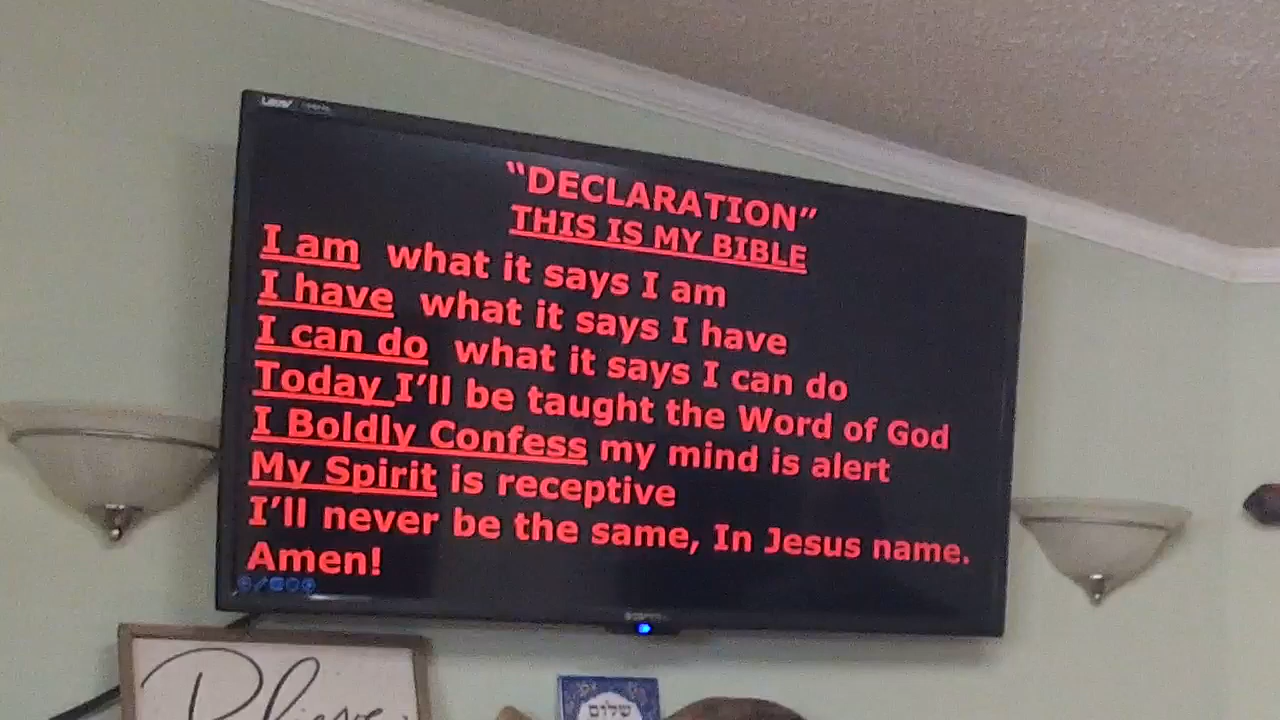 “DECLARATION”
THIS IS MY BIBLE
I am what it says I am
I have what it says I have
I can do what it says I can do
Today I’ll be taught the Word of God
I Boldly Confess my mind is alert
My Spirit is receptive
I’ll never be the same, In Jesus name.
Amen!
שלום